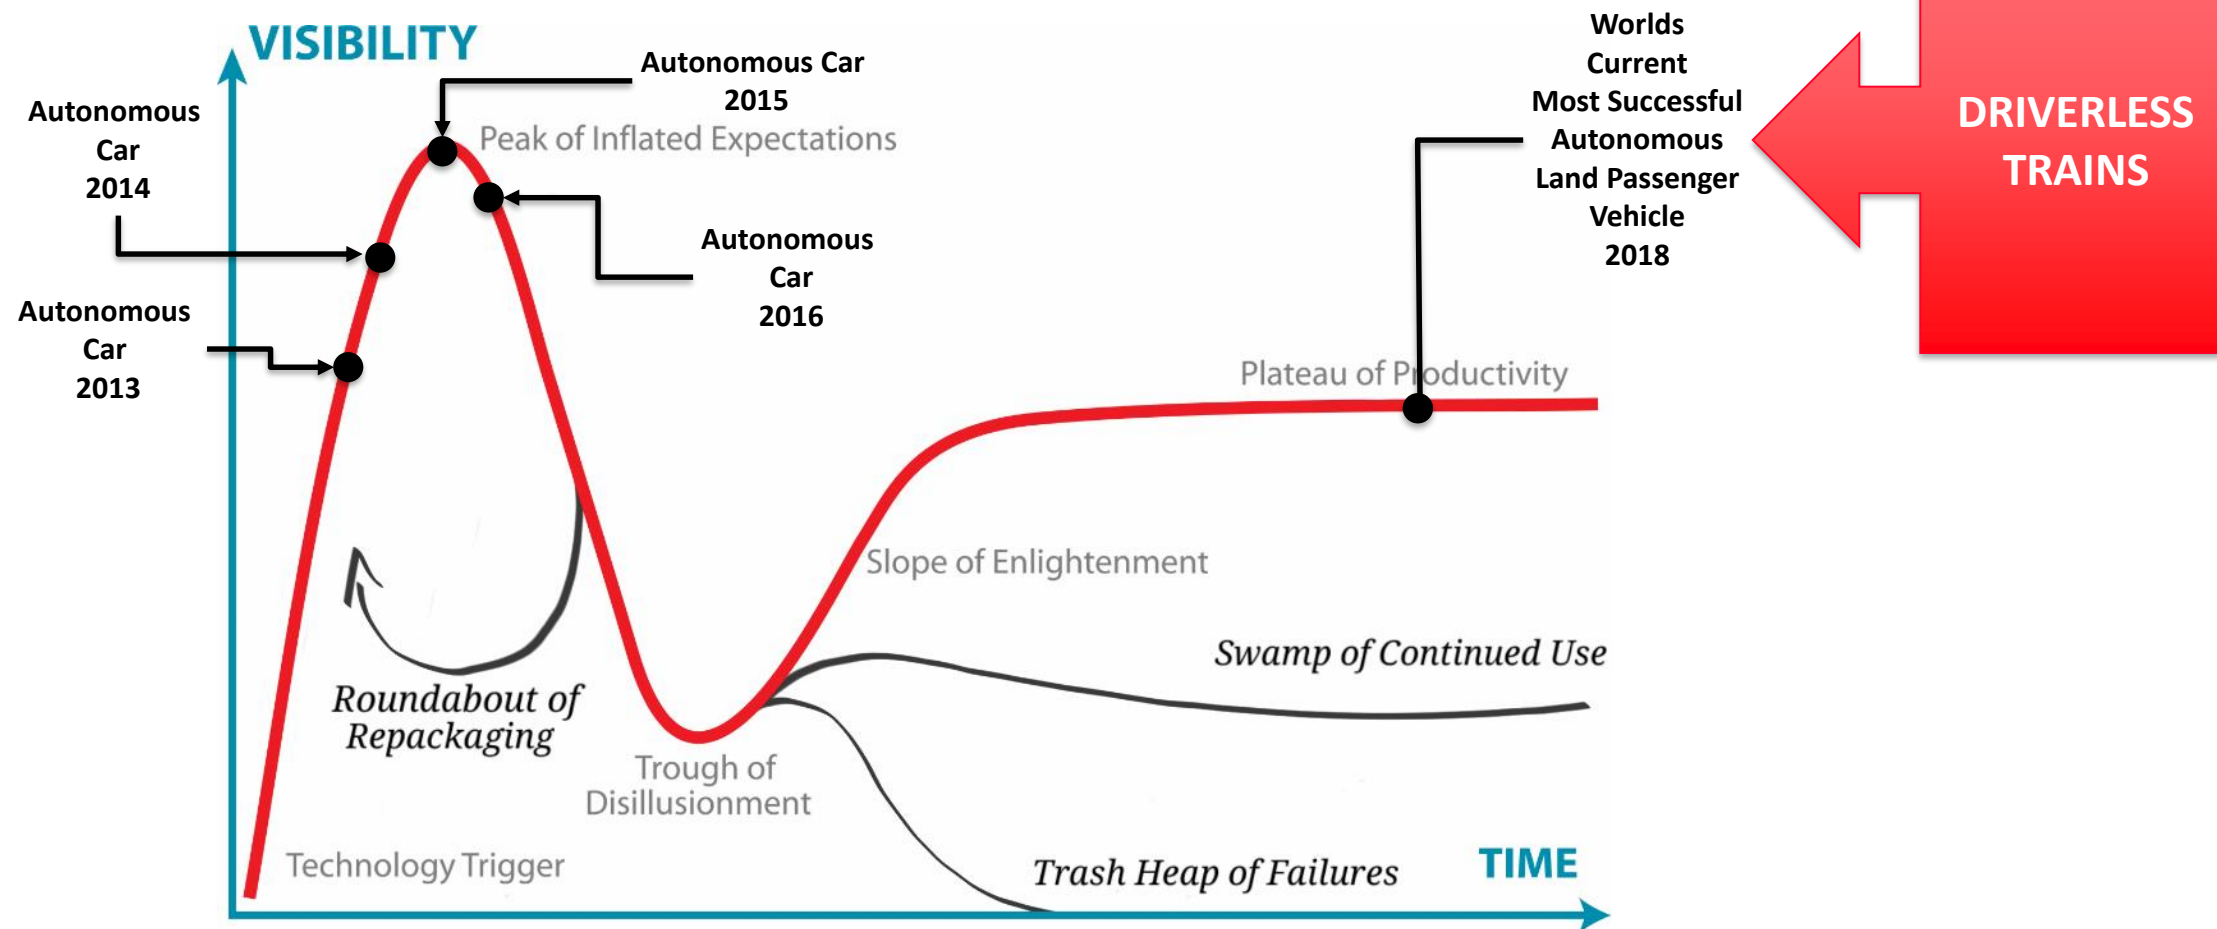 VISIBILITY
Autonomous Car
2015
Peak of Inflated Expectations
Autonomous
Car
2014
Autonomous
Car
2013
Autonomous
Car
2016
Worlds
Current
Most Successful
Autonomous
Land Passenger
Vehicle
2018
DRIVERLESS
TRAINS
Plateau of Productivity
Slope of Enlightenment
Swamp of Continued Use
Roundabout of
Repackaging
Trough of
Disillusionment
Technology Trigger
Trash Heap of Failures
TIME